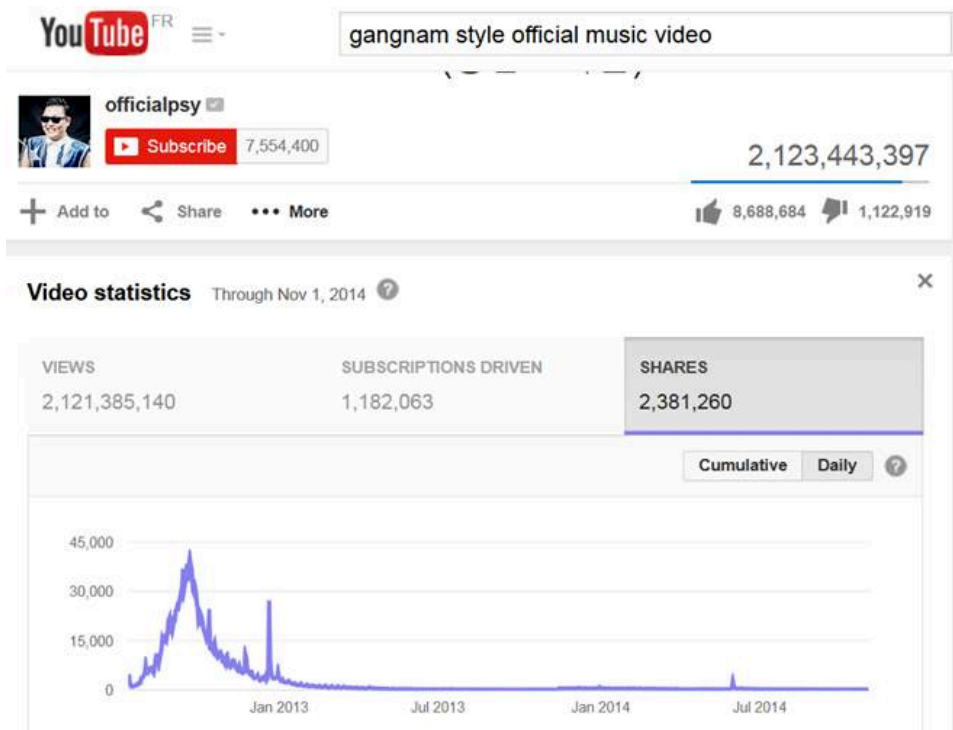 YouTube FR
gangnam style official music video
officialpsy
Subscribe 7,554,400
2,123,443,397
Add to Share More
8,688,684 1,122,919
Video statistics Through Nov 1, 2014 ?
VIEWS SUBSCRIPTIONS DRIVEN SHARES
2,121,385,140 1,182,063 2,381,260
Cumulative Daily ?
45,000
30,000
15,000
0
Jan 2013 Jul 2013 Jan 2014 Jul 2014